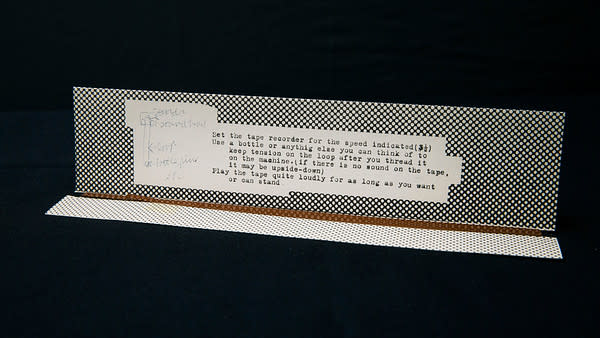 Set the tape recorder for the speed indicated(3½)
Use a bottle or anythig else you can think of to
keep tension on the loop after you thread it
on the machine.(if there is no sound on the tape,
it may be upside-down)
Play the tape quite loudly for as long as you want
or can stand